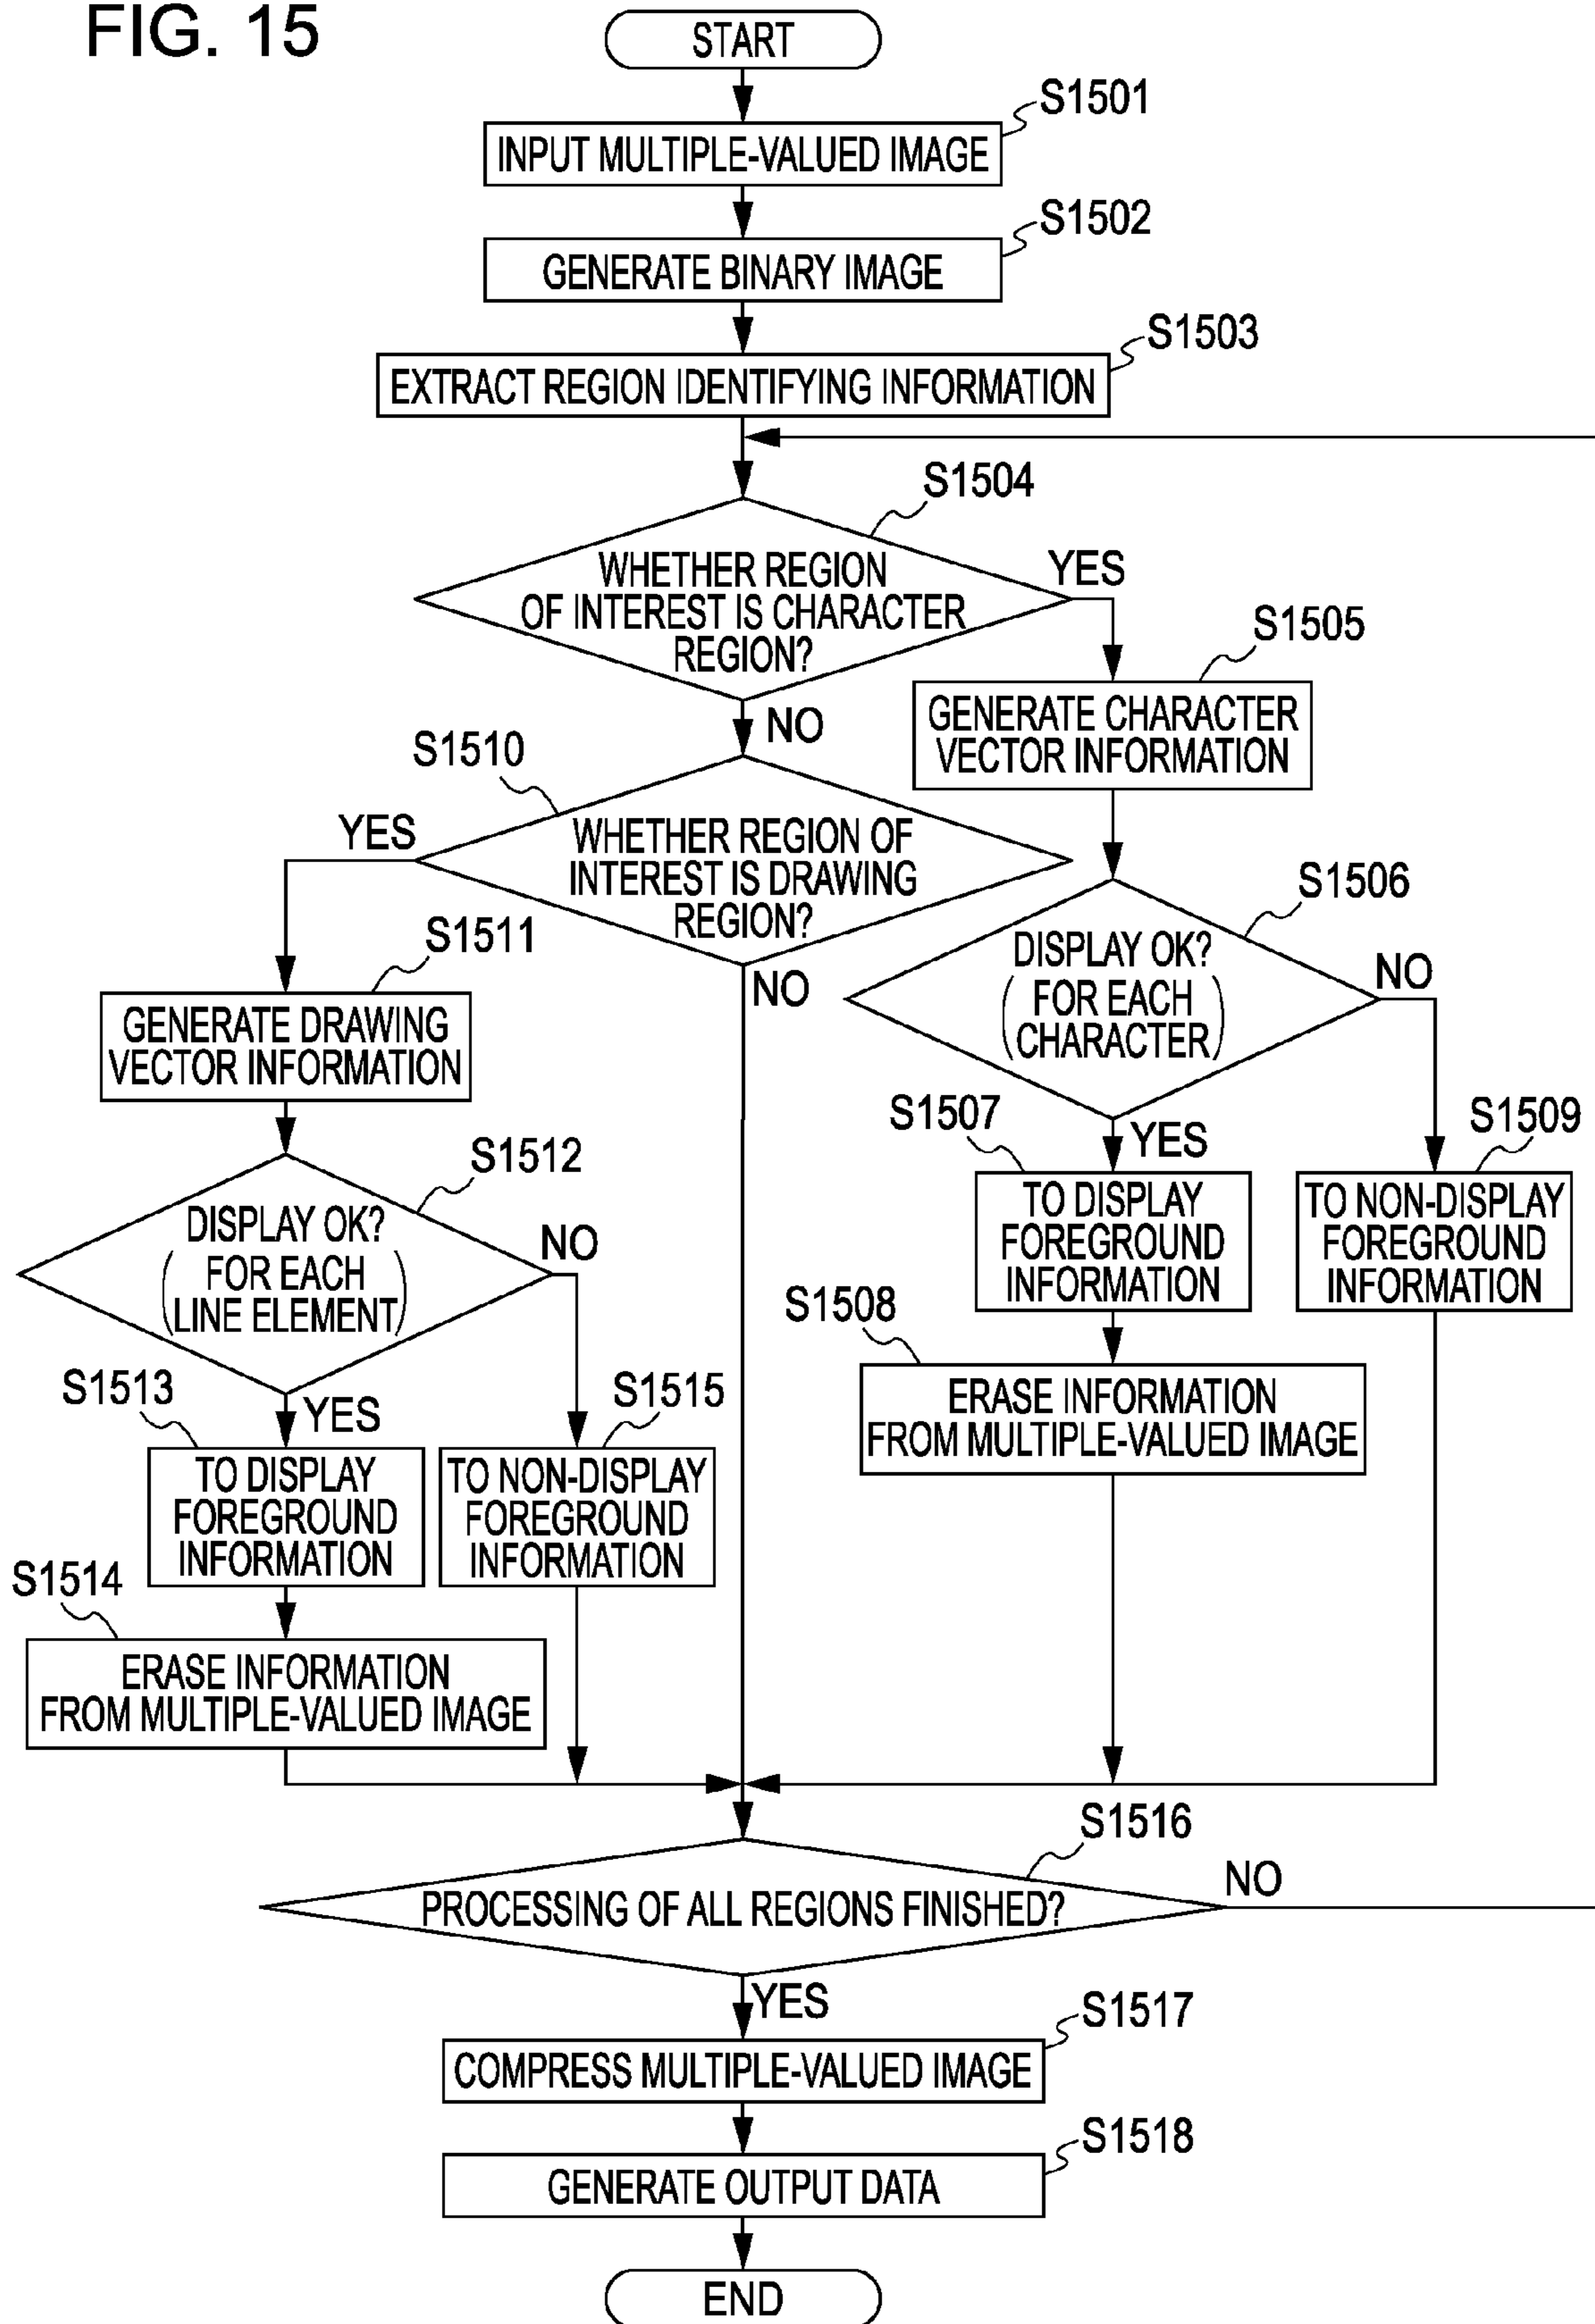 FIG. 15
START
S1501
INPUT MULTIPLE-VALUED IMAGE
S1502
GENERATE BINARY IMAGE
S1503
EXTRACT REGION IDENTIFYING INFORMATION
S1504
WHETHER REGION
OF INTEREST IS CHARACTER
REGION?
YES
NO
S1505
GENERATE CHARACTER
VECTOR INFORMATION
S1506
DISPLAY OK?
(FOR EACH
CHARACTER)
NO
YES
S1507
TO DISPLAY
FOREGROUND
INFORMATION
S1508
ERASE INFORMATION
FROM MULTIPLE-VALUED IMAGE
S1509
TO NON-DISPLAY
FOREGROUND
INFORMATION
S1510
WHETHER REGION OF
INTEREST IS DRAWING
REGION?
YES
NO
S1511
GENERATE DRAWING
VECTOR INFORMATION
S1512
DISPLAY OK?
(FOR EACH
LINE ELEMENT)
NO
YES
S1513
TO DISPLAY
FOREGROUND
INFORMATION
S1514
ERASE INFORMATION
FROM MULTIPLE-VALUED IMAGE
S1515
TO NON-DISPLAY
FOREGROUND
INFORMATION
S1516
PROCESSING OF ALL REGIONS FINISHED?
NO
YES
S1517
COMPRESS MULTIPLE-VALUED IMAGE
S1518
GENERATE OUTPUT DATA
END